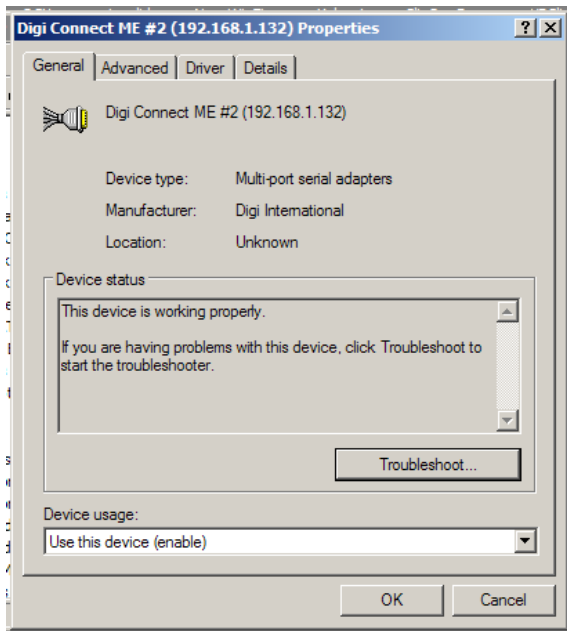 Digi Connect ME #2 (192.168.1.132) Properties
General Advanced Driver Details
Digi Connect ME #2 (192.168.1.132)
Device type: Multi-port serial adapters
Manufacturer: Digi International
Location: Unknown
Device status
This device is working properly.
If you are having problems with this device, click Troubleshoot to
start the troubleshooter.
Troubleshoot...
Device usage:
Use this device (enable)
OK Cancel